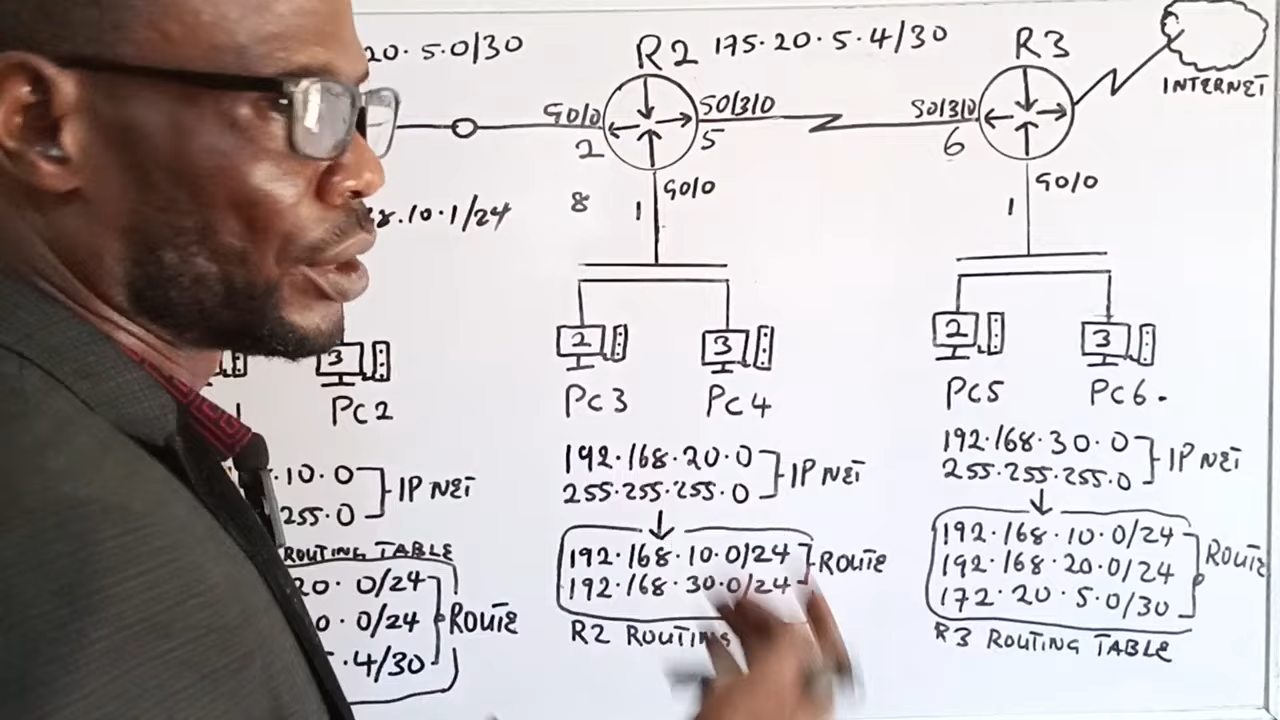 20.5.0/30
R2
175.20.5.4/30
R3
INTERNET
G0/0
S0/3/0
S0/3/0
2
5
6
G0/0
G0/0
8.10.1/24
8
1
1
3
2
3
2
3
1
PC2
PC3
PC4
PC5
PC6.
.10.0
255.0
IP NET
192.168.20.0
255.255.255.0
IP NET
192.168.30.0
255.255.255.0
IP NET
ROUTING TABLE
20.0/24
0.0/24
.4/30
ROUTE
192.168.10.0/24
192.168.30.0/24
ROUTE
R2 ROUTING
192.168.10.0/24
192.168.20.0/24
172.20.5.0/30
ROUTE
R3 ROUTING TABLE